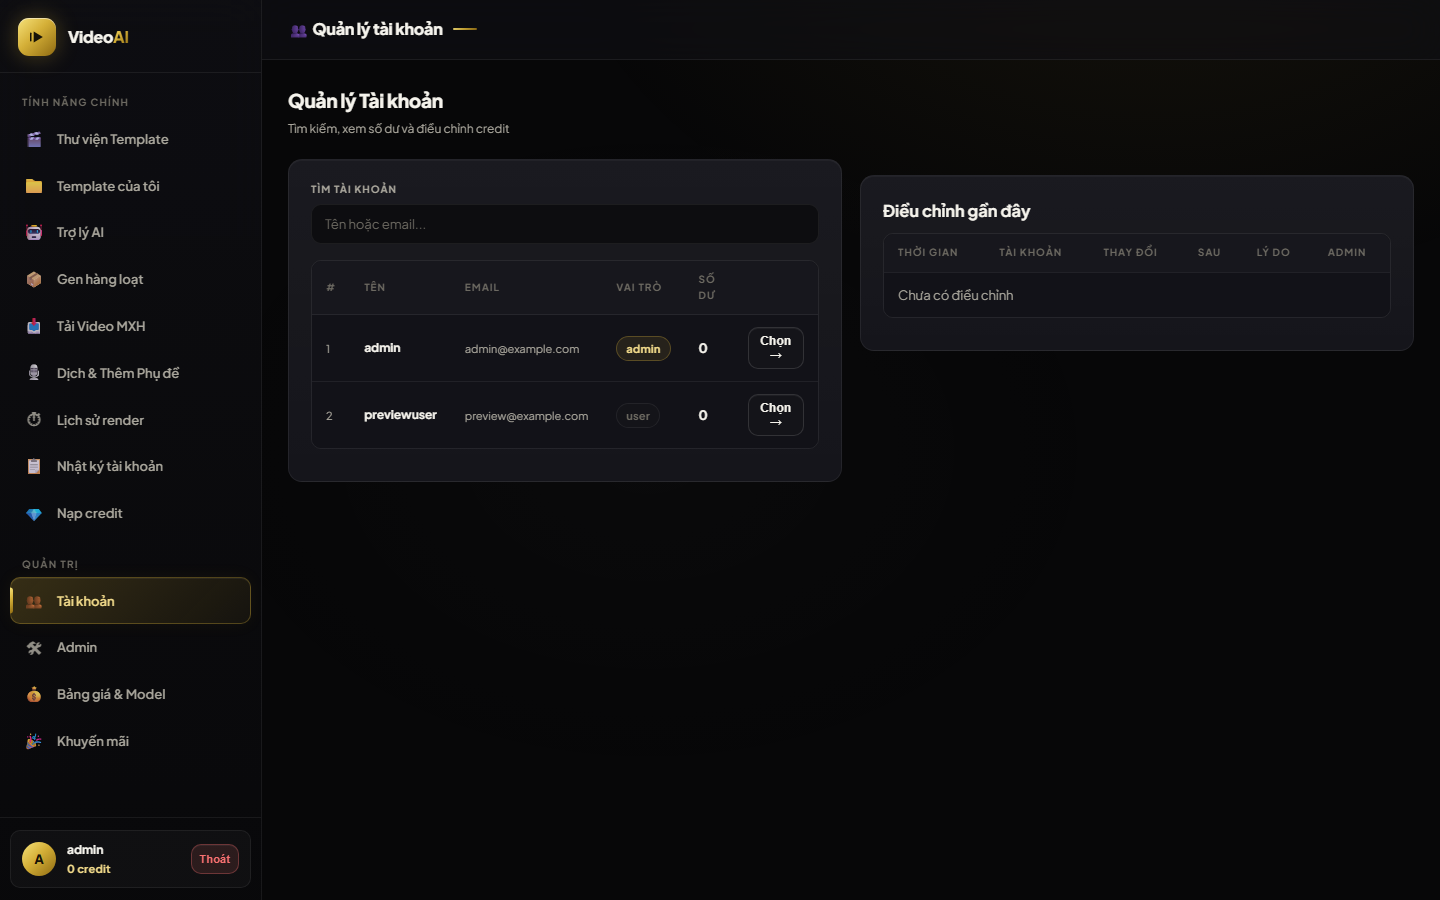 VideoAI
TÍNH NĂNG CHÍNH
Thư viện Template
Template của tôi
Trợ lý AI
Gen hàng loạt
Tải Video MXH
Dịch & Thêm Phụ đề
Lịch sử render
Nhật ký tài khoản
Nạp credit
QUẢN TRỊ
Tài khoản
Admin
Bảng giá & Model
Khuyến mãi
A
admin
0 credit
Thoát
Quản lý tài khoản
Quản lý Tài khoản
Tìm kiếm, xem số dư và điều chỉnh credit
TÌM TÀI KHOẢN
Tên hoặc email...
# TÊN EMAIL VAI TRÒ SỐ DƯ
1 admin admin@example.com admin 0 Chọn →
2 previewuser preview@example.com user 0 Chọn →
Điều chỉnh gần đây
THỜI GIAN TÀI KHOẢN THAY ĐỔI SAU LÝ DO ADMIN
Chưa có điều chỉnh